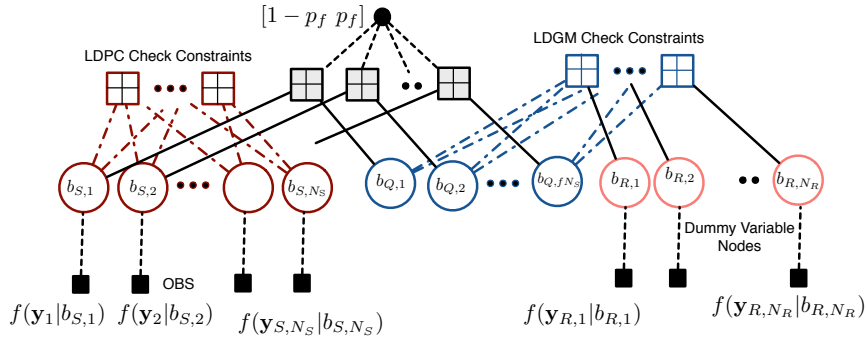 [1 − p_f p_f]
LDPC Check Constraints
LDGM Check Constraints
b_{S,1} b_{S,2} b_{S,N_S} b_{Q,1} b_{Q,2} b_{Q,fN_S} b_{R,1} b_{R,2} b_{R,N_R}
Dummy Variable
Nodes
OBS
f(𝐲_1|b_{S,1}) f(𝐲_2|b_{S,2}) f(𝐲_{S,N_S}|b_{S,N_S}) f(𝐲_{R,1}|b_{R,1}) f(𝐲_{R,N_R}|b_{R,N_R})